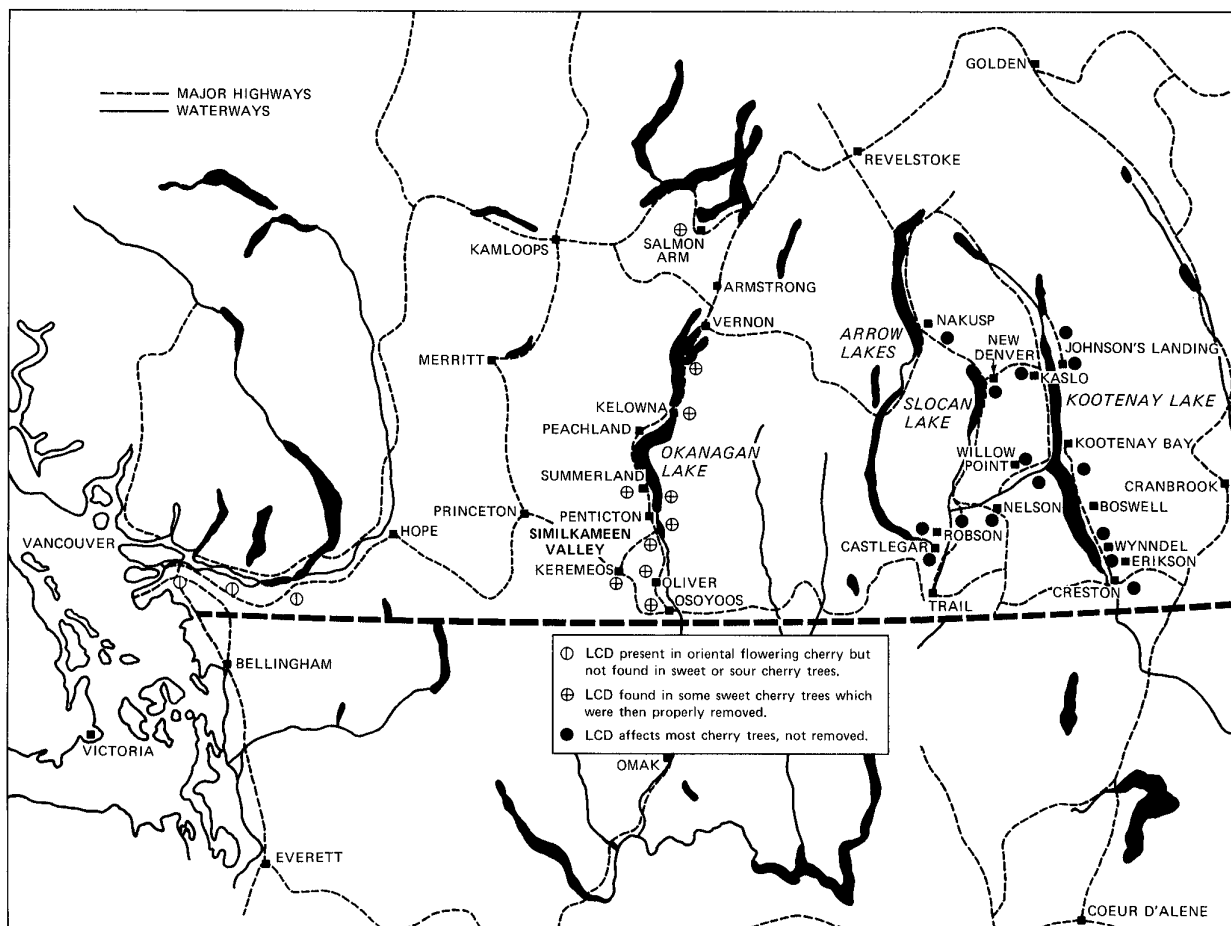 GOLDEN
MAJOR HIGHWAYS
WATERWAYS
REVELSTOKE
KAMLOOPS
SALMON
ARM
ARMSTRONG
VERNON
NAKUSP
ARROW
LAKES
NEW
DENVER
JOHNSON'S LANDING
MERRITT
KASLO
SLOCAN
LAKE
KOOTENAY LAKE
KELOWNA
PEACHLAND
OKANAGAN
LAKE
KOOTENAY BAY
WILLOW
POINT
SUMMERLAND
CRANBROOK
PRINCETON
PENTICTON
NELSON
BOSWELL
SIMILKAMEEN
VALLEY
HOPE
ROBSON
VANCOUVER
CASTLEGAR
WYNNDEL
KEREMEOS
ERIKSON
OLIVER
OSOYOOS
TRAIL
CRESTON
LCD present in oriental flowering cherry but
not found in sweet or sour cherry trees.
LCD found in some sweet cherry trees which
were then properly removed.
LCD affects most cherry trees, not removed.
BELLINGHAM
VICTORIA
OMAK
EVERETT
COEUR D'ALENE